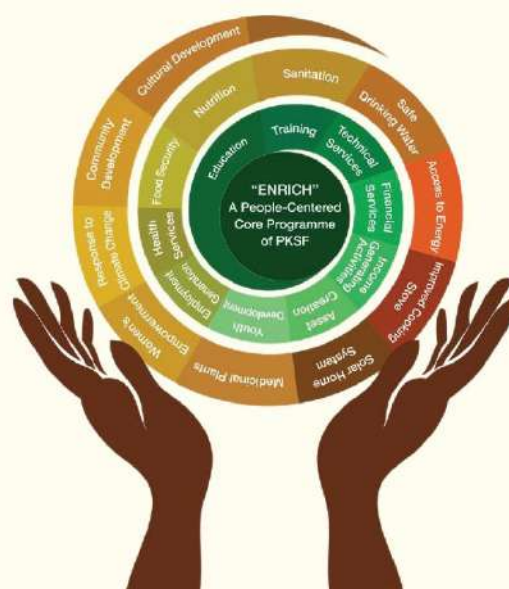 "ENRICH"
A People-Centered
Core Programme
of PKSF
Education
Training
Technical
Services
Financial
Services
Income
Generating
Activities
Asset
Creation
Youth
Development
Employment
Generation
Health
Services
Food Security
Nutrition
Sanitation
Safe
Drinking Water
Access to Energy
Improved Cooking
Stove
Solar Home
System
Medicinal Plants
Women's
Empowerment
Response to
Climate Change
Community
Development
Cultural Development